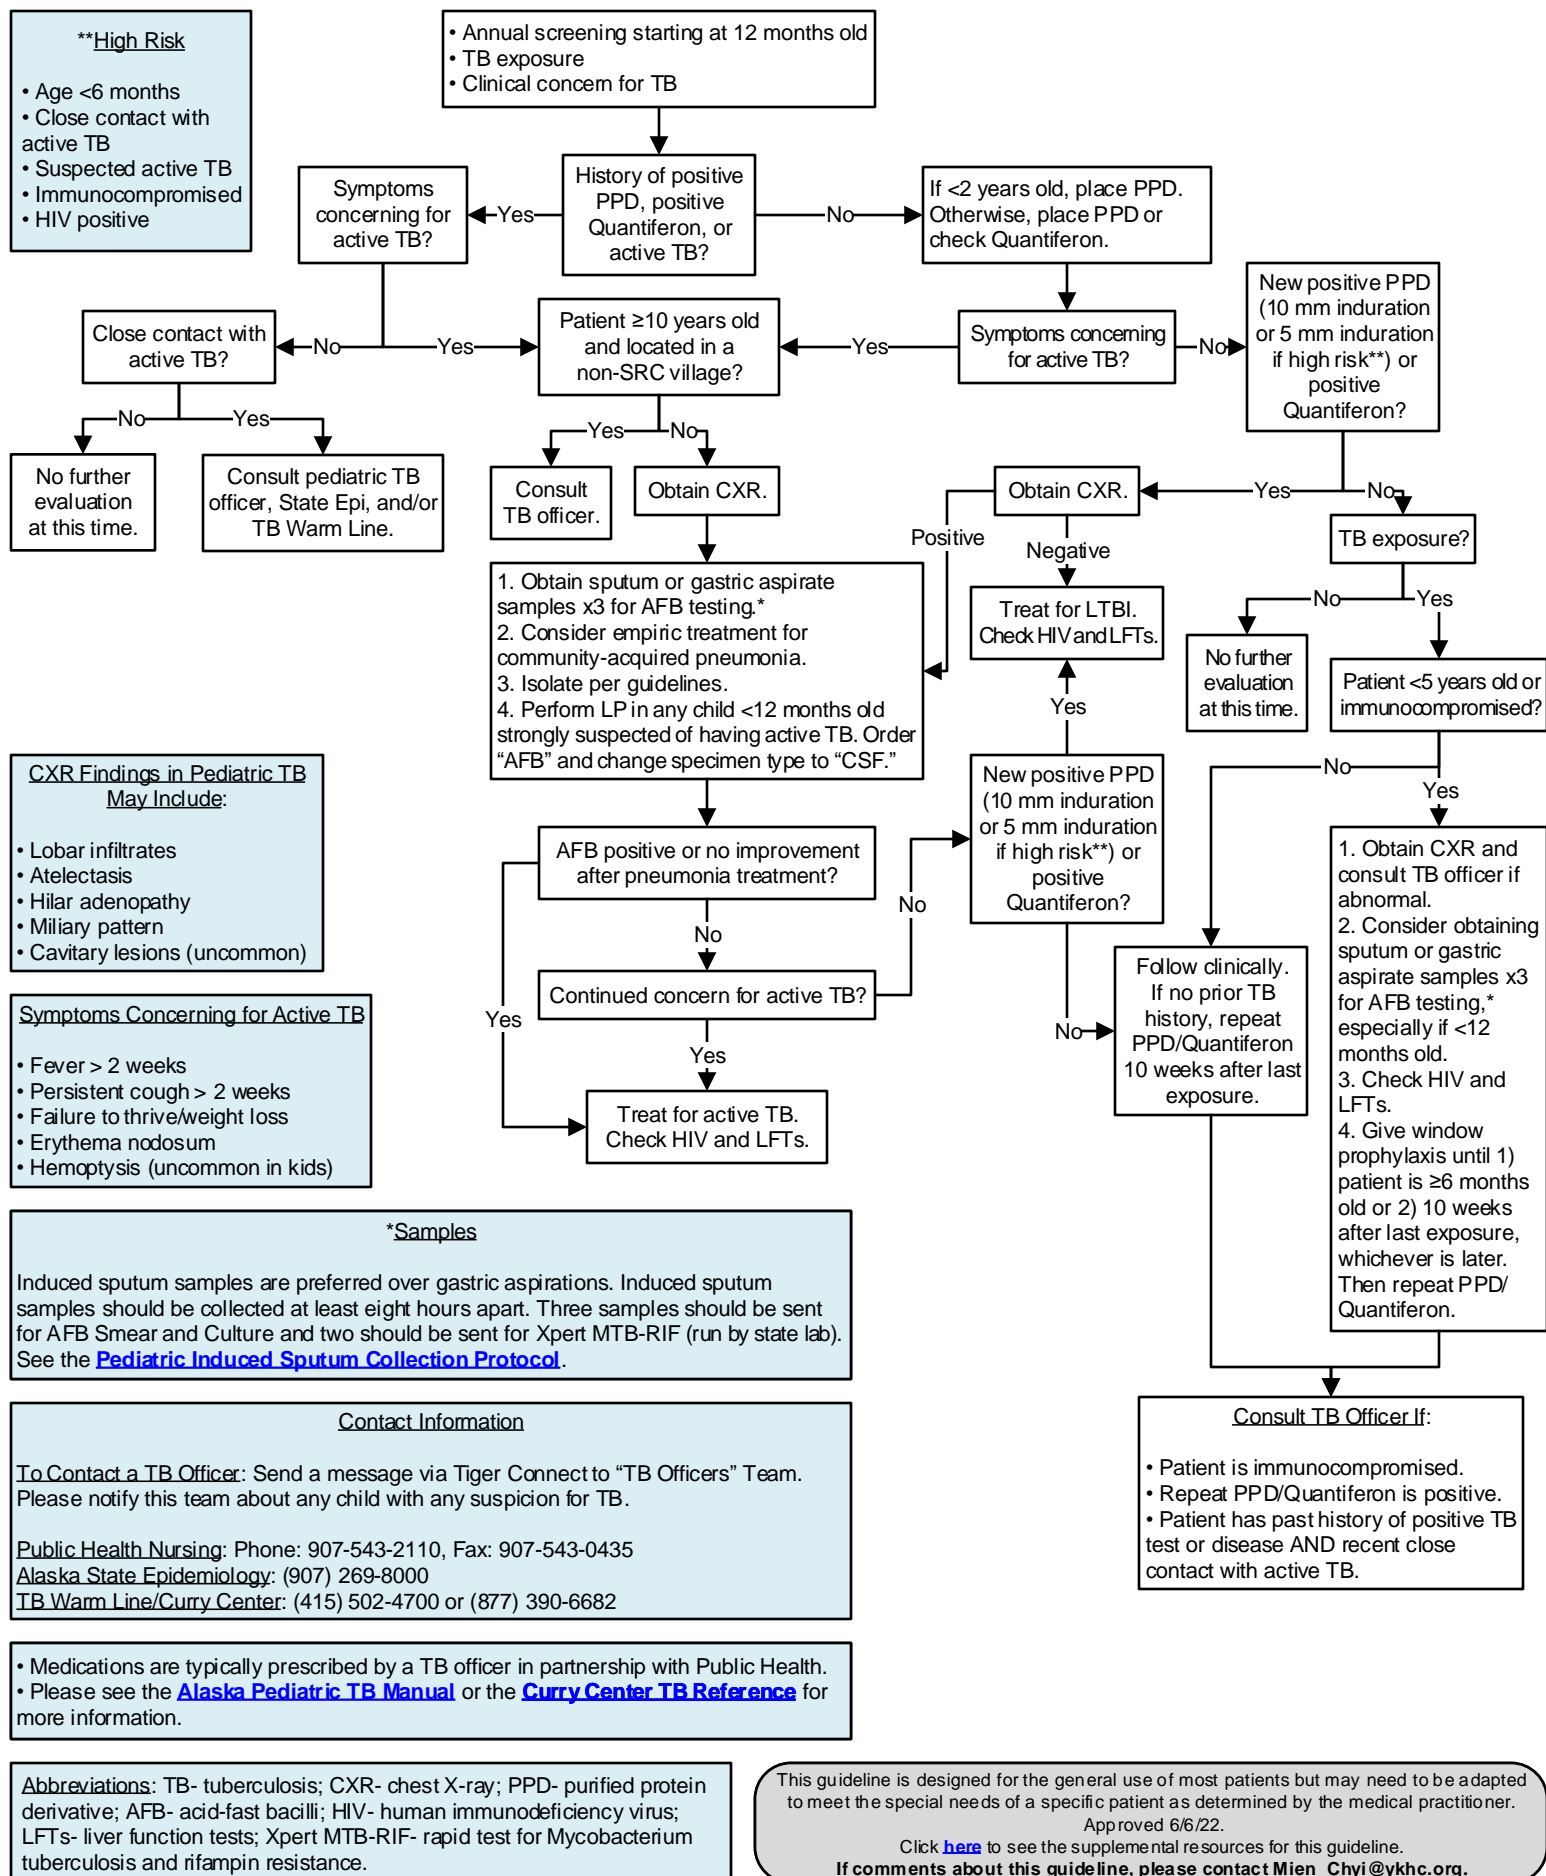 **High Risk
• Age <6 months
• Close contact with
active TB
• Suspected active TB
• Immunocompromised
• HIV positive
• Annual screening starting at 12 months old
• TB exposure
• Clinical concern for TB
Symptoms
concerning for
active TB?
Yes
History of positive
PPD, positive
Quantiferon, or
active TB?
No
If <2 years old, place PPD.
Otherwise, place PPD or
check Quantiferon.
Close contact with
active TB?
No
Yes
Patient ≥10 years old
and located in a
non-SRC village?
Yes
Symptoms concerning
for active TB?
No
New positive PPD
(10 mm induration
or 5 mm induration
if high risk**) or
positive
Quantiferon?
No
Yes
No further
evaluation
at this time.
Consult pediatric TB
officer, State Epi, and/or
TB Warm Line.
Yes
No
Consult
TB officer.
Obtain CXR.
Obtain CXR.
Yes
No
Positive
Negative
TB exposure?
1. Obtain sputum or gastric aspirate
samples x3 for AFB testing.*
2. Consider empiric treatment for
community-acquired pneumonia.
3. Isolate per guidelines.
4. Perform LP in any child <12 months old
strongly suspected of having active TB. Order
“AFB” and change specimen type to “CSF.”
Treat for LTBI.
Check HIV and LFTs.
No
Yes
No further
evaluation
at this time.
Patient <5 years old or
immunocompromised?
Yes
No
Yes
CXR Findings in Pediatric TB
May Include:
• Lobar infiltrates
• Atelectasis
• Hilar adenopathy
• Miliary pattern
• Cavitary lesions (uncommon)
AFB positive or no improvement
after pneumonia treatment?
No
Yes
Continued concern for active TB?
No
Yes
Treat for active TB.
Check HIV and LFTs.
New positive PPD
(10 mm induration
or 5 mm induration
if high risk**) or
positive
Quantiferon?
No
Follow clinically.
If no prior TB
history, repeat
PPD/Quantiferon
10 weeks after last
exposure.
1. Obtain CXR and
consult TB officer if
abnormal.
2. Consider obtaining
sputum or gastric
aspirate samples x3
for AFB testing,*
especially if <12
months old.
3. Check HIV and
LFTs.
4. Give window
prophylaxis until 1)
patient is ≥6 months
old or 2) 10 weeks
after last exposure,
whichever is later.
Then repeat PPD/
Quantiferon.
Symptoms Concerning for Active TB
• Fever > 2 weeks
• Persistent cough > 2 weeks
• Failure to thrive/weight loss
• Erythema nodosum
• Hemoptysis (uncommon in kids)
*Samples
Induced sputum samples are preferred over gastric aspirations. Induced sputum
samples should be collected at least eight hours apart. Three samples should be sent
for AFB Smear and Culture and two should be sent for Xpert MTB-RIF (run by state lab).
See the Pediatric Induced Sputum Collection Protocol.
Contact Information
To Contact a TB Officer: Send a message via Tiger Connect to “TB Officers” Team.
Please notify this team about any child with any suspicion for TB.
Public Health Nursing: Phone: 907-543-2110, Fax: 907-543-0435
Alaska State Epidemiology: (907) 269-8000
TB Warm Line/Curry Center: (415) 502-4700 or (877) 390-6682
Consult TB Officer If:
• Patient is immunocompromised.
• Repeat PPD/Quantiferon is positive.
• Patient has past history of positive TB
test or disease AND recent close
contact with active TB.
• Medications are typically prescribed by a TB officer in partnership with Public Health.
• Please see the Alaska Pediatric TB Manual or the Curry Center TB Reference for
more information.
Abbreviations: TB- tuberculosis; CXR- chest X-ray; PPD- purified protein
derivative; AFB- acid-fast bacilli; HIV- human immunodeficiency virus;
LFTs- liver function tests; Xpert MTB-RIF- rapid test for Mycobacterium
tuberculosis and rifampin resistance.
This guideline is designed for the general use of most patients but may need to be adapted
to meet the special needs of a specific patient as determined by the medical practitioner.
Approved 6/6/22.
Click here to see the supplemental resources for this guideline.
If comments about this guideline, please contact Mien_Chyi@ykhc.org.